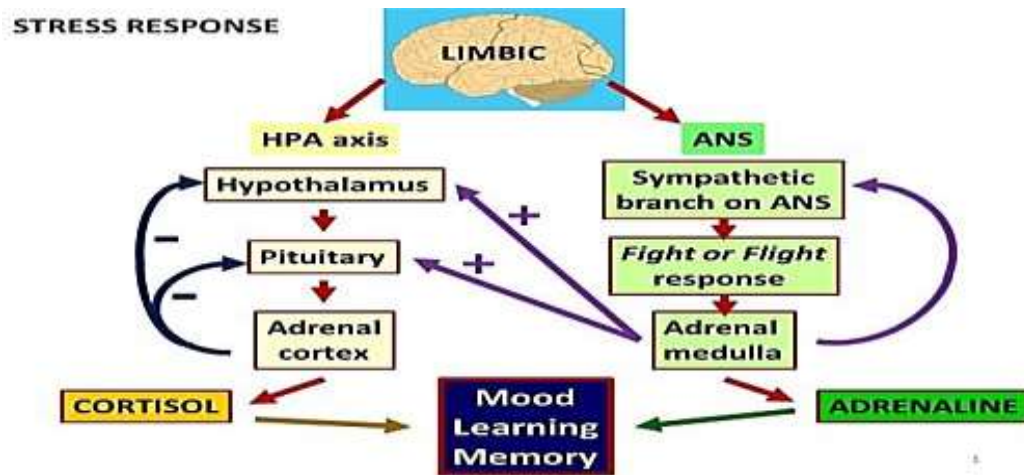 STRESS RESPONSE
LIMBIC
HPA axis
ANS
Hypothalamus
Sympathetic
branch on ANS
+
−
Pituitary
+
Fight or Flight
response
−
Adrenal
cortex
Adrenal
medulla
CORTISOL
Mood
Learning
Memory
ADRENALINE